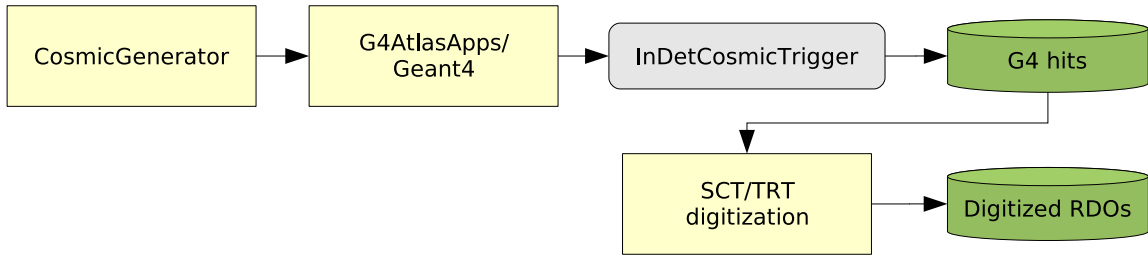 CosmicGenerator
G4AtlasApps/
Geant4
InDetCosmicTrigger
G4 hits
SCT/TRT
digitization
Digitized RDOs